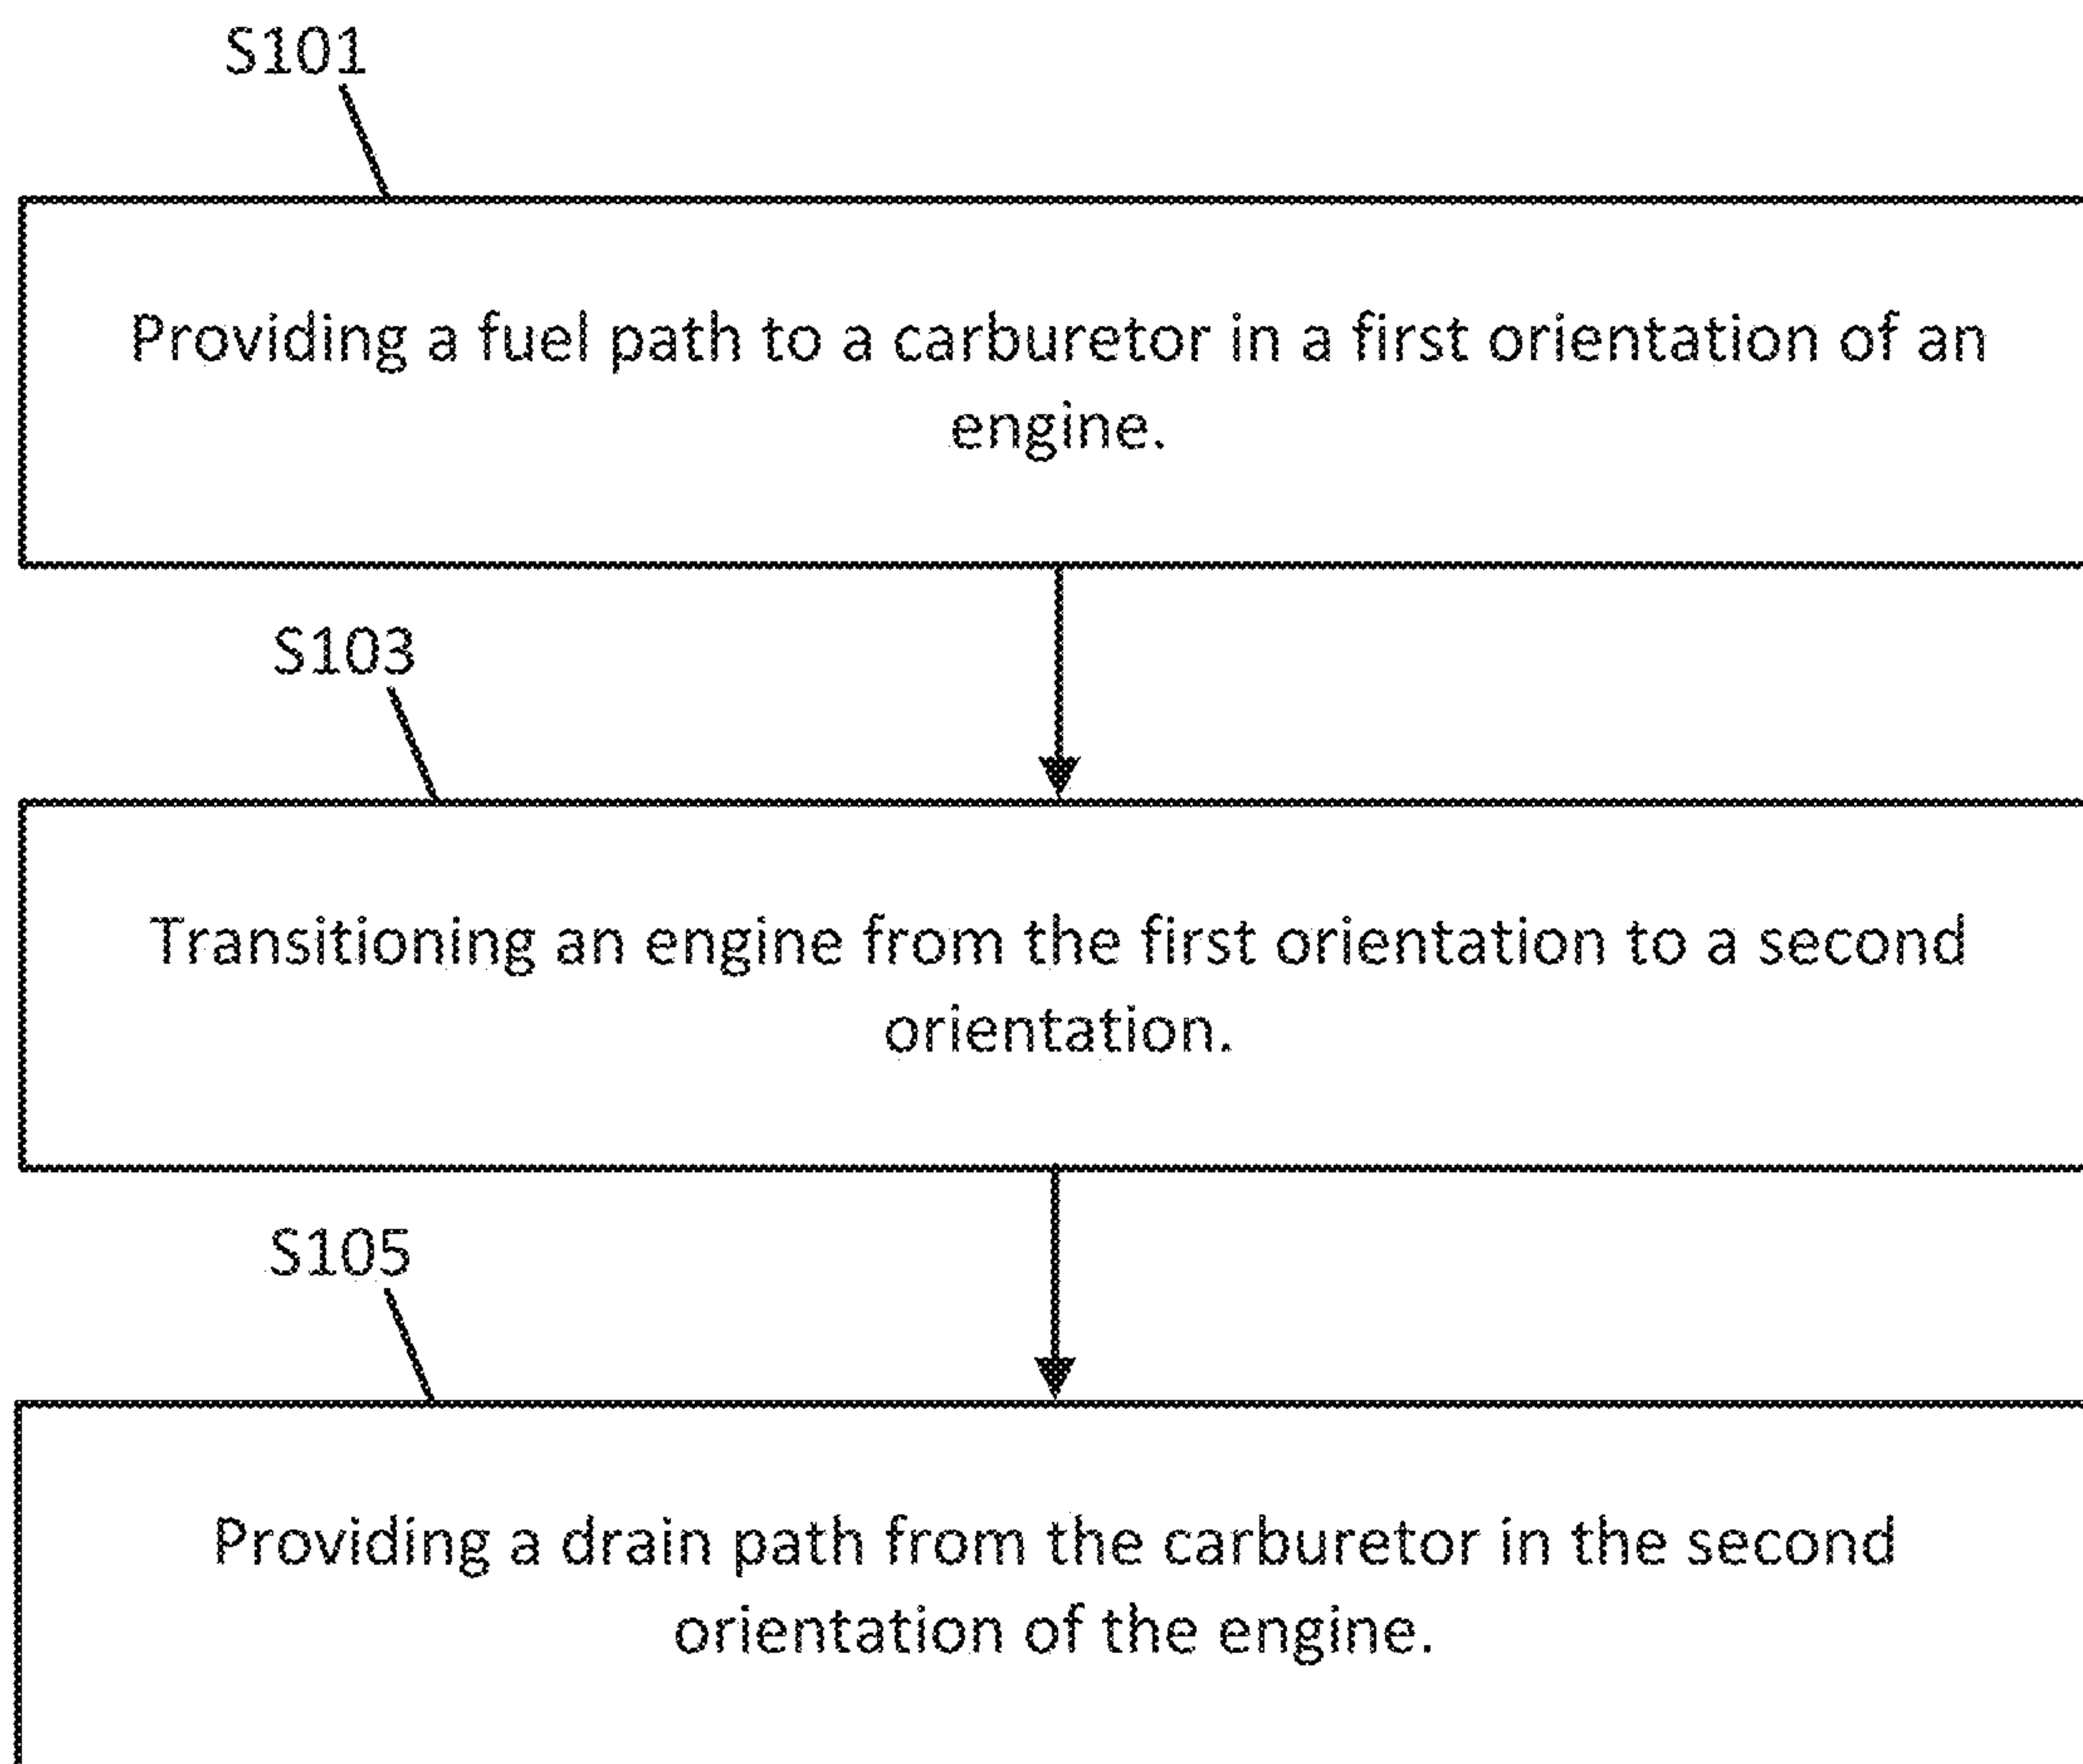 S101
Providing a fuel path to a carburetor in a first orientation of an
engine.
S103
Transitioning an engine from the first orientation to a second
orientation.
S105
Providing a drain path from the carburetor in the second
orientation of the engine.